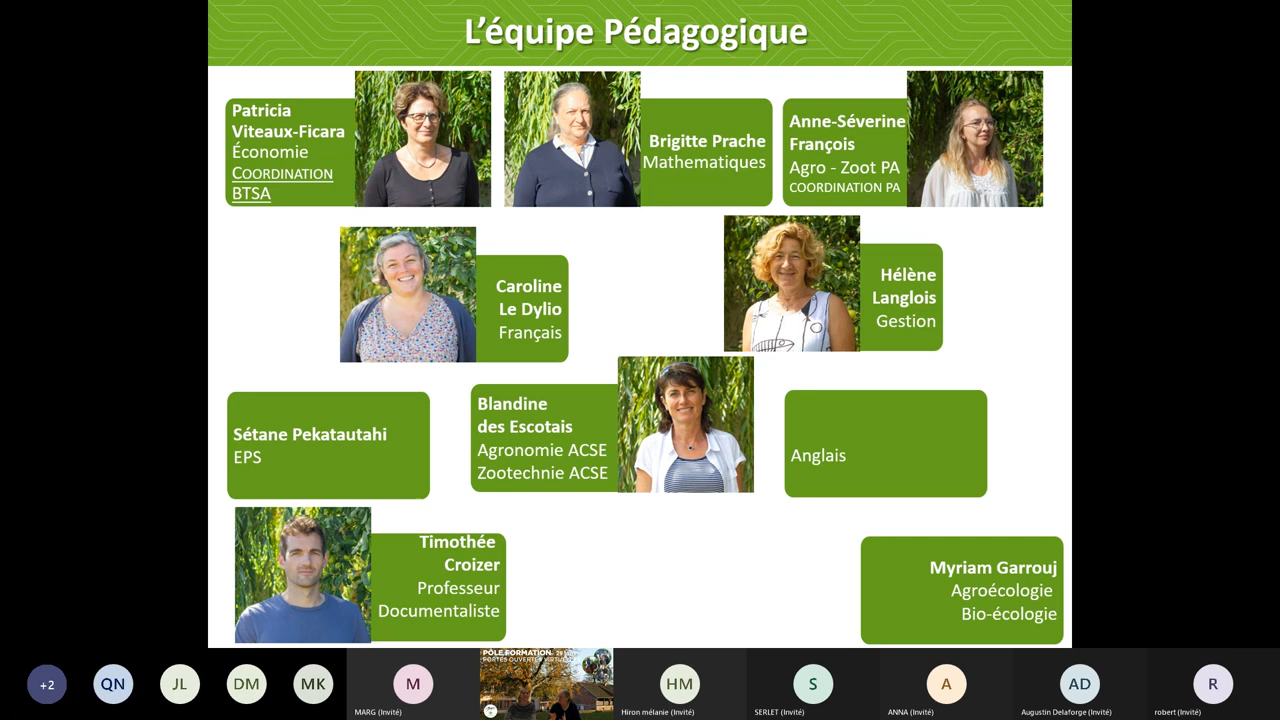 L'équipe Pédagogique
Patricia
Viteaux-Ficara
Économie
COORDINATION
BTSA
Brigitte Prache
Mathematiques
Anne-Séverine
François
Agro - Zoot PA
COORDINATION PA
Caroline
Le Dylio
Français
Hélène
Langlois
Gestion
Sétane Pekatautahi
EPS
Blandine
des Escotais
Agronomie ACSE
Zootechnie ACSE
Anglais
Timothée
Croizer
Professeur
Documentaliste
Myriam Garrouj
Agroécologie
Bio-écologie
+2
QN
JL
DM
MK
M
MARG (Invité)
PÔLE FORMATION
PORTES OUVERTES VIRTUELLES
HM
Hiron mélanie (Invité)
S
SERLET (Invité)
A
ANNA (Invité)
AD
Augustin Delaforge (Invité)
R
robert (Invité)